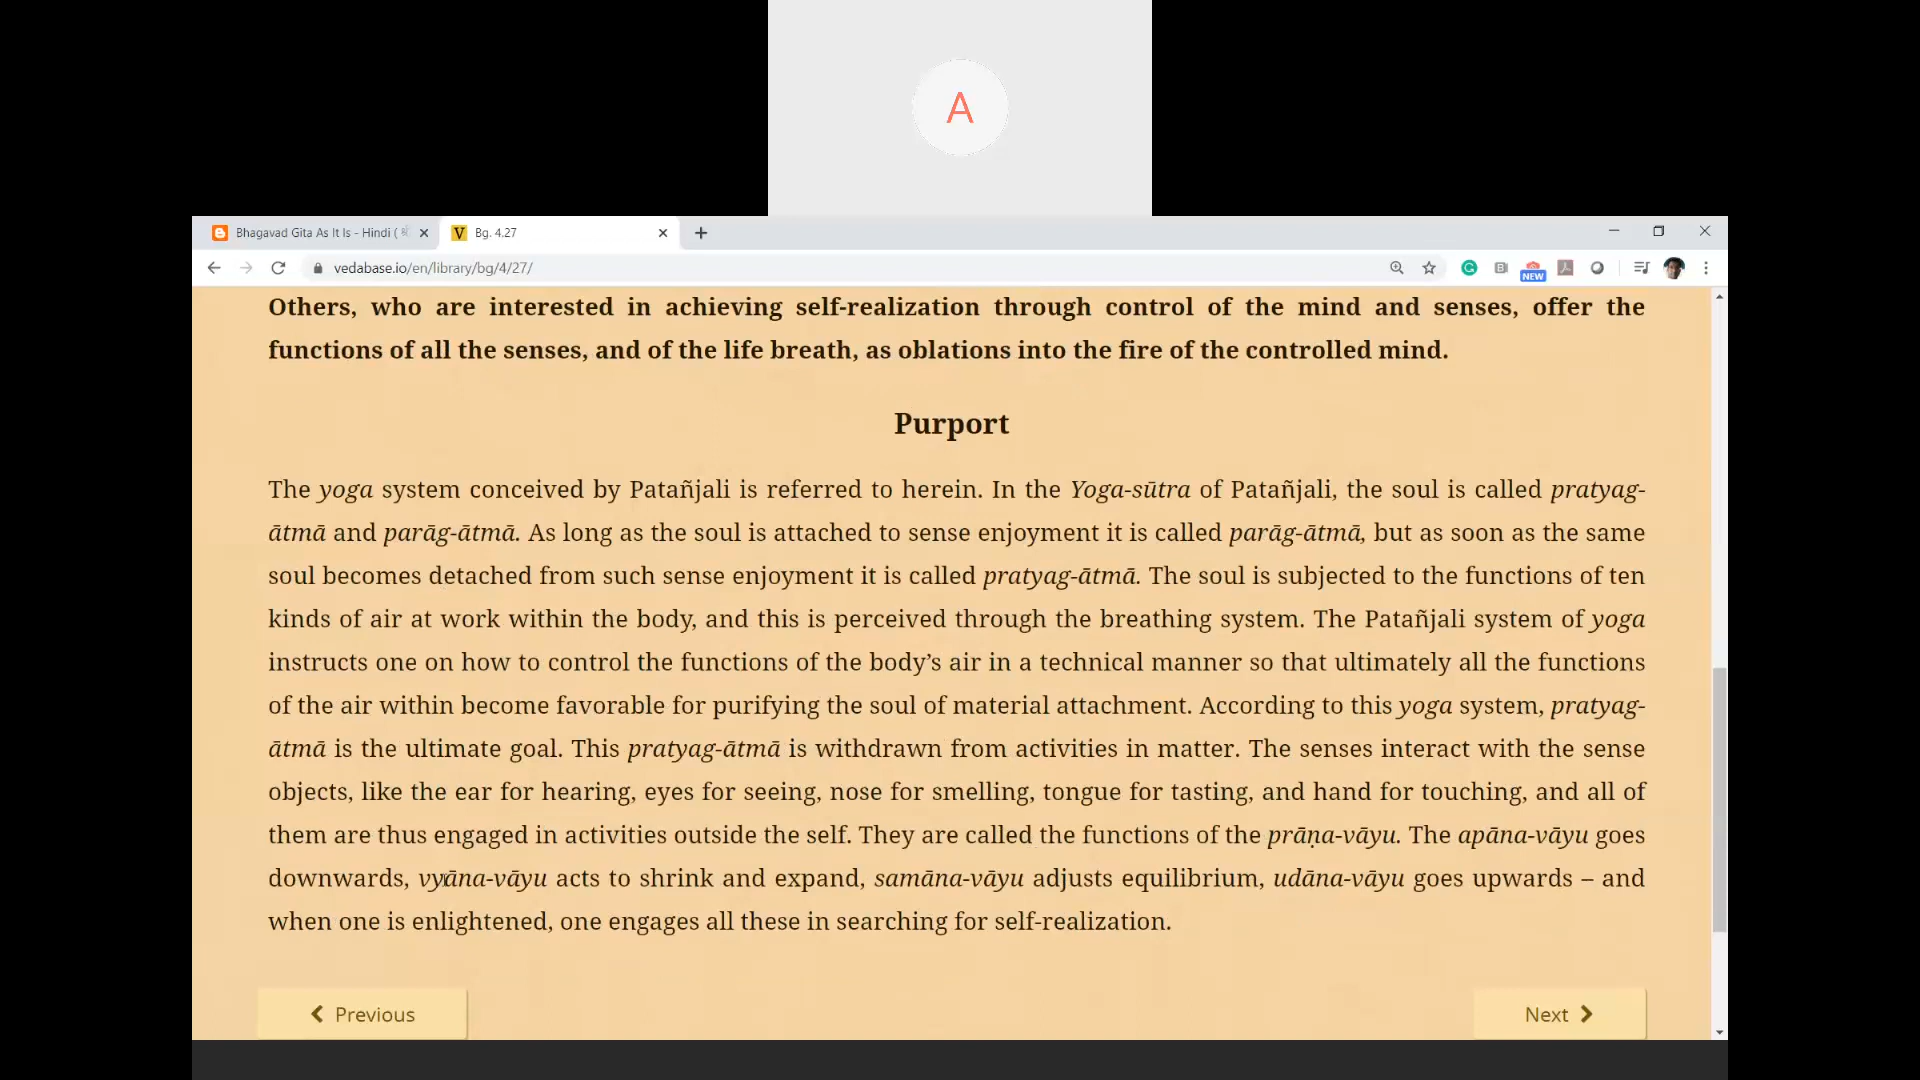 A
Bhagavad Gita As It Is - Hindi (
Bg. 4.27
vedabase.io/en/library/bg/4/27/
NEW
Others, who are interested in achieving self-realization through control of the mind and senses, offer the
functions of all the senses, and of the life breath, as oblations into the fire of the controlled mind.
Purport
The yoga system conceived by Patañjali is referred to herein. In the Yoga-sūtra of Patañjali, the soul is called pratyag-
ātmā and parāg-ātmā. As long as the soul is attached to sense enjoyment it is called parāg-ātmā, but as soon as the same
soul becomes detached from such sense enjoyment it is called pratyag-ātmā. The soul is subjected to the functions of ten
kinds of air at work within the body, and this is perceived through the breathing system. The Patañjali system of yoga
instructs one on how to control the functions of the body’s air in a technical manner so that ultimately all the functions
of the air within become favorable for purifying the soul of material attachment. According to this yoga system, pratyag-
ātmā is the ultimate goal. This pratyag-ātmā is withdrawn from activities in matter. The senses interact with the sense
objects, like the ear for hearing, eyes for seeing, nose for smelling, tongue for tasting, and hand for touching, and all of
them are thus engaged in activities outside the self. They are called the functions of the prāṇa-vāyu. The apāna-vāyu goes
downwards, vyāna-vāyu acts to shrink and expand, samāna-vāyu adjusts equilibrium, udāna-vāyu goes upwards – and
when one is enlightened, one engages all these in searching for self-realization.
Previous
Next